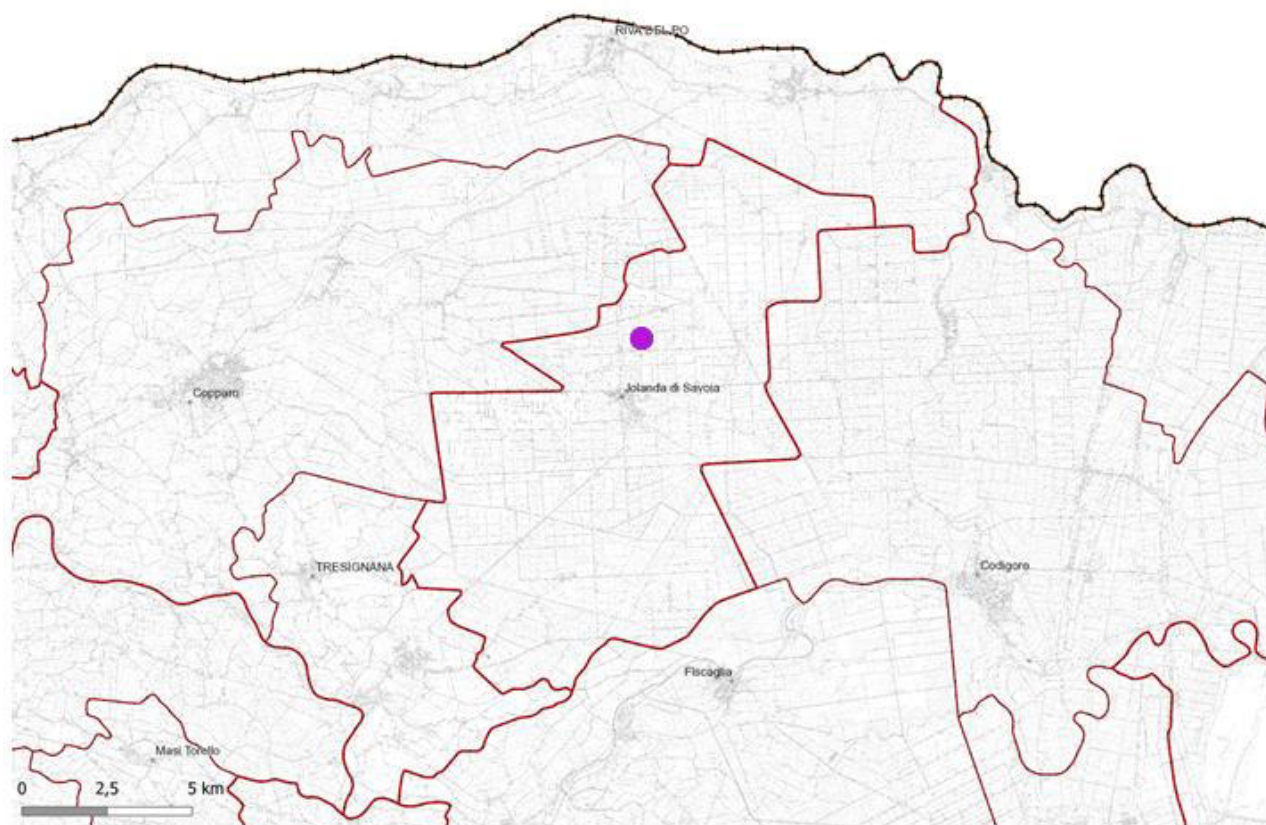 RIVA DEL PO
Copparo
Jolanda di Savoia
TRESIGNANA
Codigoro
Fiscaglia
Masi Torello
0 2,5 5 km